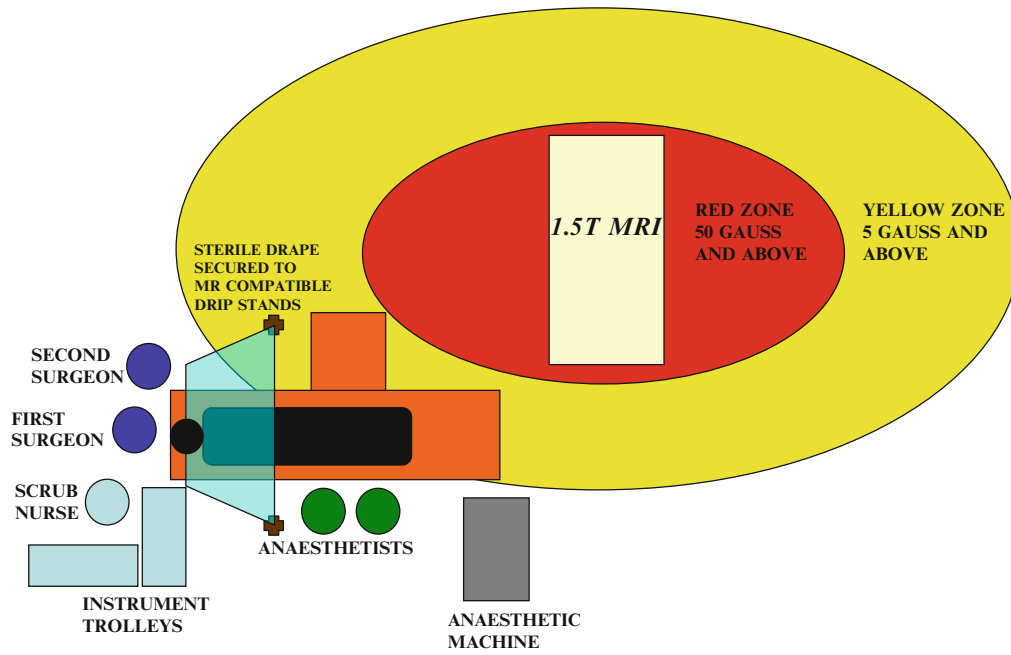 1.5T MRI
RED ZONE
50 GAUSS
AND ABOVE
YELLOW ZONE
5 GAUSS AND
ABOVE
STERILE DRAPE
SECURED TO
MR COMPATIBLE
DRIP STANDS
SECOND
SURGEON
FIRST
SURGEON
SCRUB
NURSE
ANAESTHETISTS
INSTRUMENT
TROLLEYS
ANAESTHETIC
MACHINE